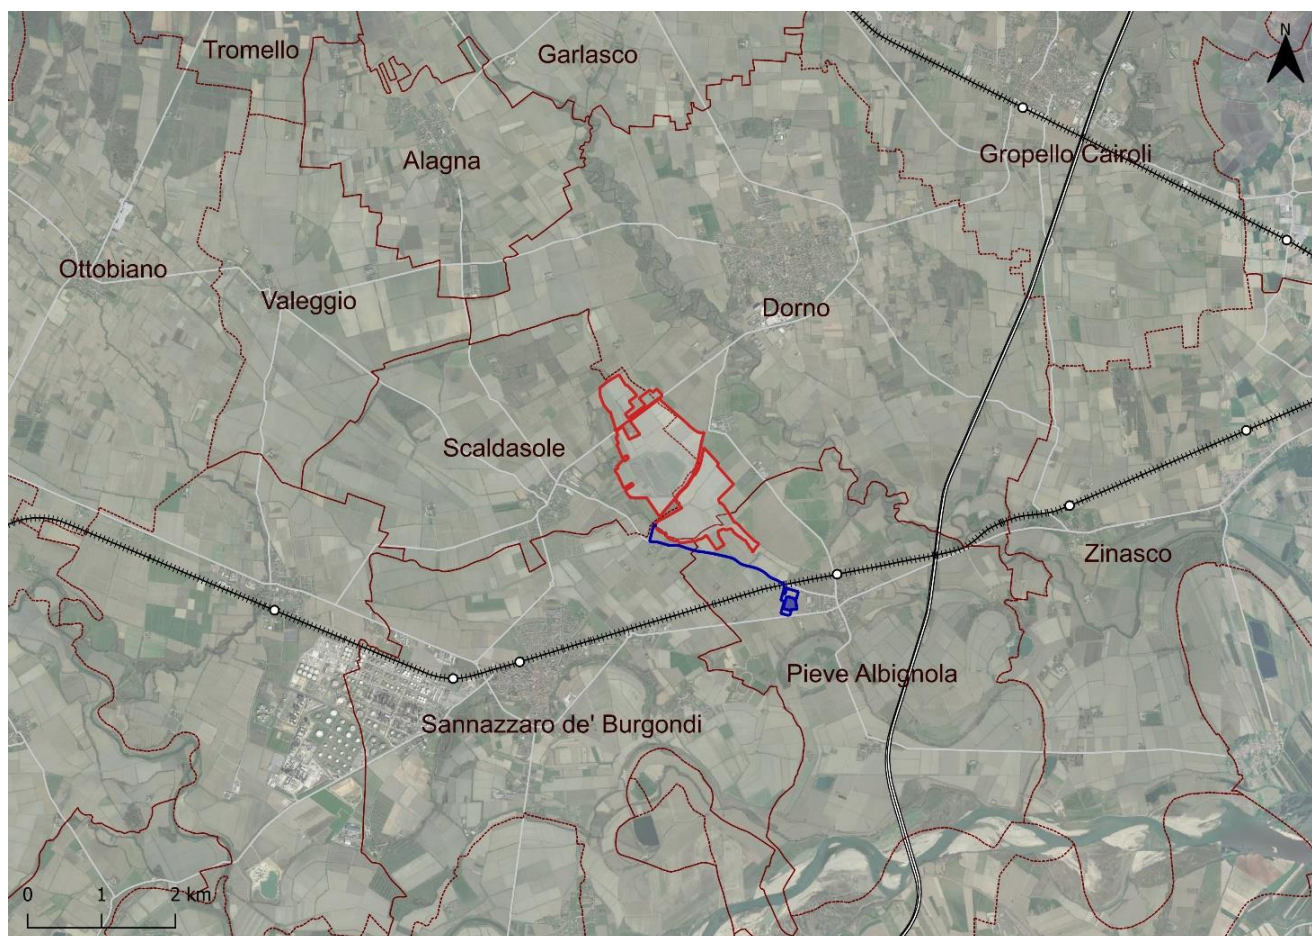 Tromello
Garlasco
N
Alagna
Gropello Cairoli
Ottobiano
Valeggio
Dorno
Scaldasole
Zinasco
Pieve Albignola
Sannazzaro de' Burgondi
0 1 2 km